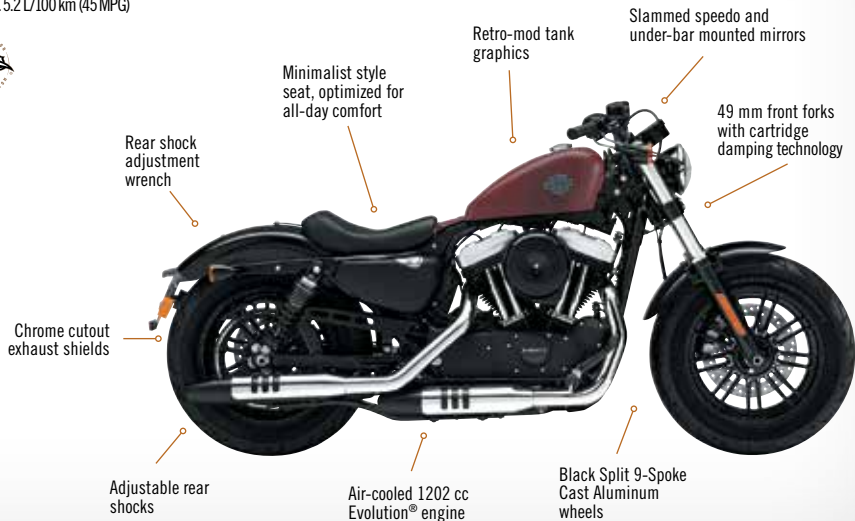 5.2 L/100 km (45 MPG)
Slammed speedo and
under-bar mounted mirrors
Retro-mod tank
graphics
Minimalist style
seat, optimized for
all-day comfort
49 mm front forks
with cartridge
damping technology
Rear shock
adjustment
wrench
Chrome cutout
exhaust shields
Adjustable rear
shocks
Air-cooled 1202 cc
Evolution® engine
Black Split 9-Spoke
Cast Aluminum
wheels